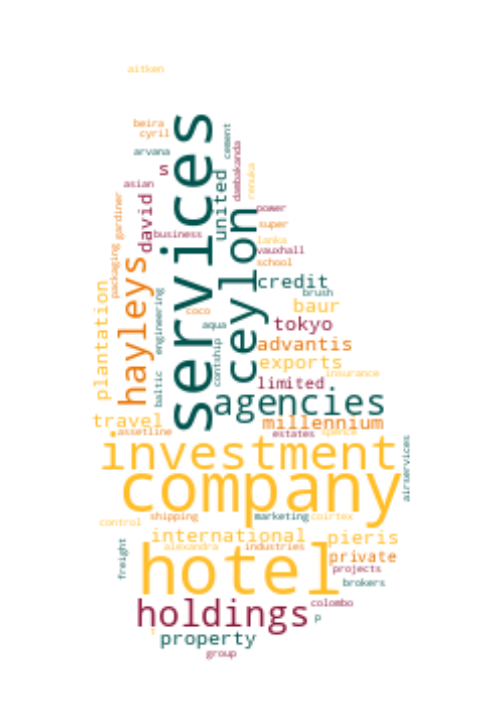 aitken
beira
cyril
arvana
s
asian
gardiner
packaging
david
business
services
united
cement
dambakanda
renuka
power
super
lanka
vauxhall
school
ceylon
credit
brush
baur
tokyo
plantation
hayleys
engineering
baltic
coco
aqua
contship
advantis
exports
insurance
limited
agencies
travel
assetline
millennium
estates
spence
investment
company
airservices
control
shipping
marketing
coirtex
international
pieris
freight
alexandra
industries
private
hotel
projects
brokers
holdings
colombo
p
property
group